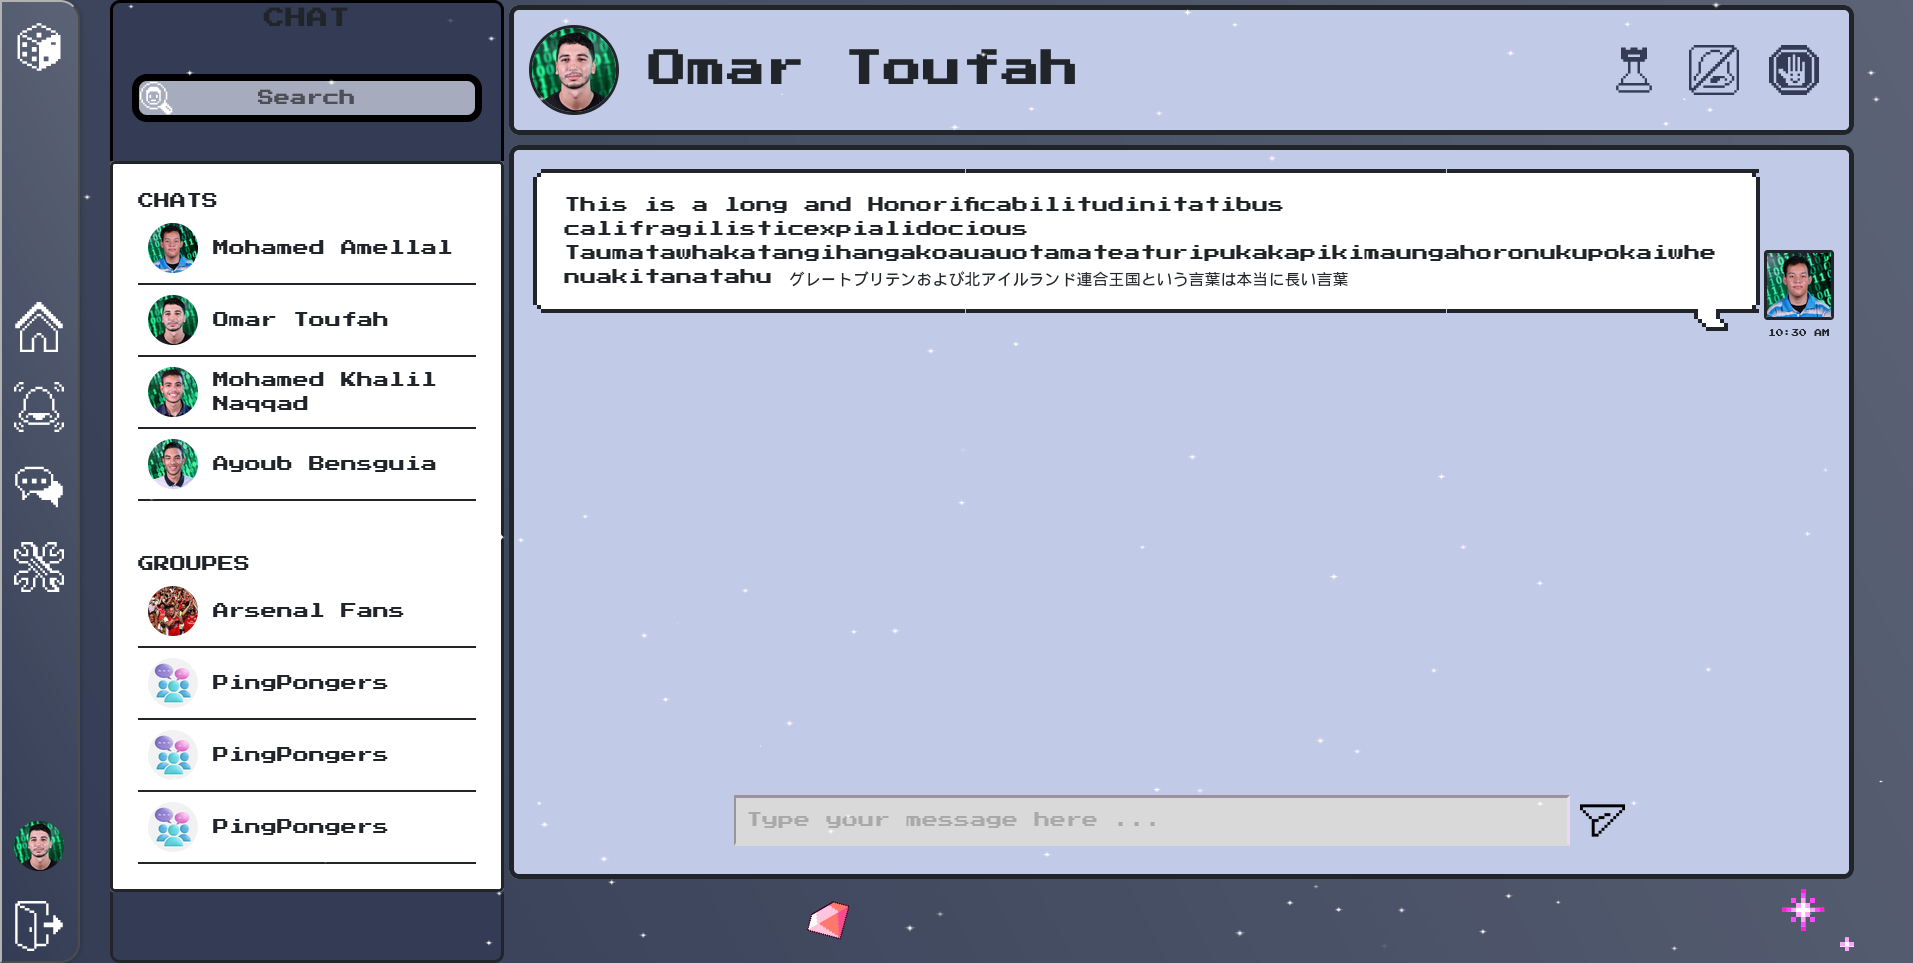 CHAT
Search
CHATS
Mohamed Amellal
Omar Toufah
Mohamed Khalil
Naqqad
Ayoub Bensguia
GROUPES
Arsenal Fans
PingPongers
PingPongers
PingPongers
Omar Toufah
This is a long and Honorificabilitudinitatibus
califragilisticexpialidocious
Taumatawhakatangihangakoauauotamateaturipukakapikimaungahoronukupokaiwhe
nuakitanatahu グレートブリテンおよび北アイルランド連合王国という言葉は本当に長い言葉
10:30 AM
Type your message here ...